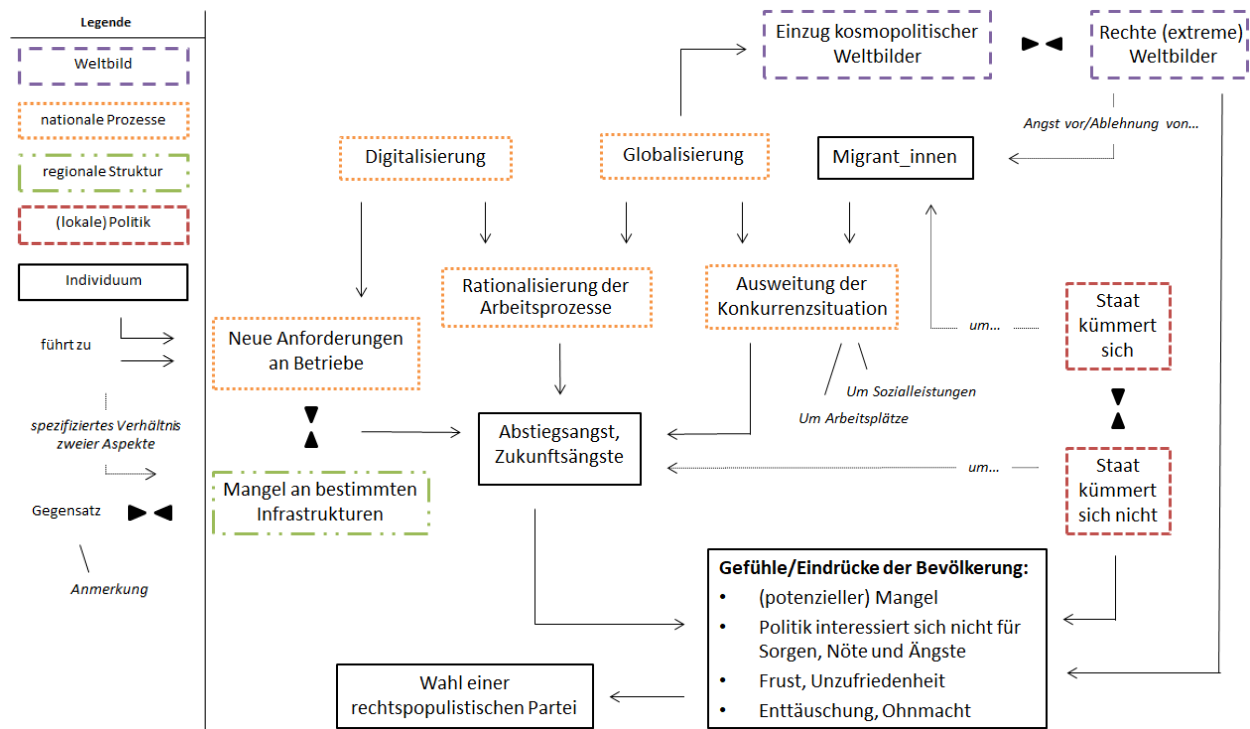 Legende
Weltbild
nationale Prozesse
regionale Struktur
(lokale) Politik
Individuum
führt zu
spezifiziertes Verhältnis
zweier Aspekte
Gegensatz
Anmerkung
Einzug kosmopolitischer
Weltbilder
Rechte (extreme)
Weltbilder
Angst vor/Ablehnung von...
Digitalisierung
Globalisierung
Migrant_innen
Rationalisierung der
Arbeitsprozesse
Ausweitung der
Konkurrenzsituation
Staat
kümmert
sich
um...
Neue Anforderungen
an Betriebe
Um Sozialleistungen
Um Arbeitsplätze
Abstiegsangst,
Zukunftsängste
um...
Staat
kümmert
sich nicht
Mangel an bestimmten
Infrastrukturen
Gefühle/Eindrücke der Bevölkerung:
• (potenzieller) Mangel
• Politik interessiert sich nicht für
Sorgen, Nöte und Ängste
• Frust, Unzufriedenheit
• Enttäuschung, Ohnmacht
Wahl einer
rechtspopulistischen Partei